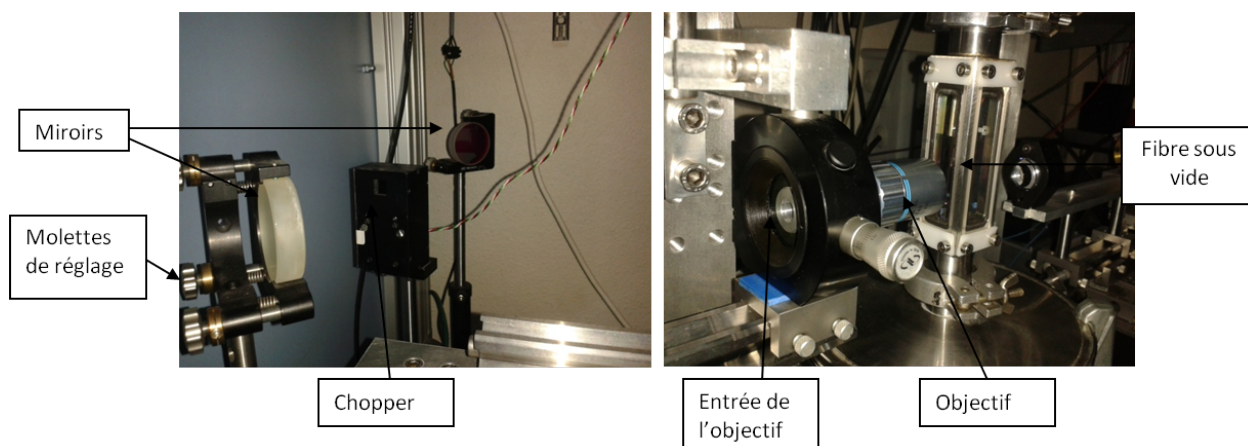 Miroirs
Molettes
de réglage
Chopper
Entrée de
l'objectif
Objectif
Fibre sous
vide